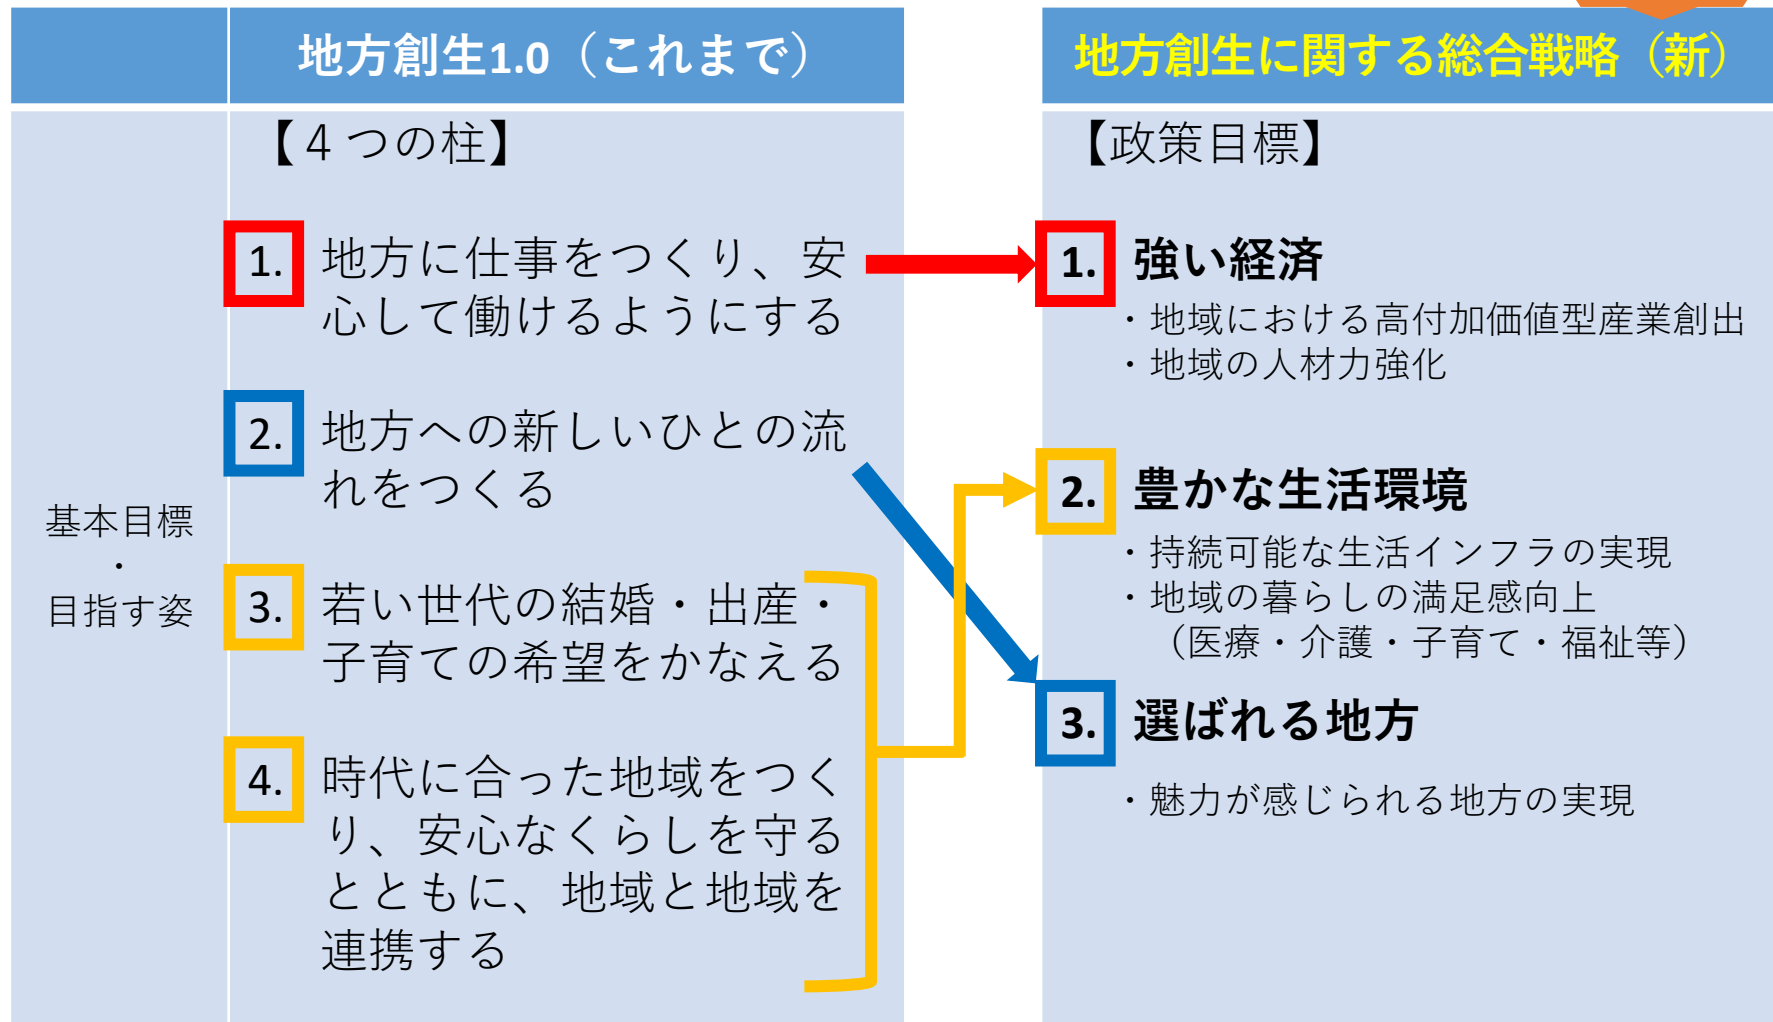 地方創生1.0（これまで）
地方創生に関する総合戦略（新）
基本目標
・
目指す姿
【４つの柱】
1. 地方に仕事をつくり、安
心して働けるようにする
2. 地方への新しいひとの流
れをつくる
3. 若い世代の結婚・出産・
子育ての希望をかなえる
4. 時代に合った地域をつく
り、安心なくらしを守る
とともに、地域と地域を
連携する
【政策目標】
1. 強い経済
・地域における高付加価値型産業創出
・地域の人材力強化
2. 豊かな生活環境
・持続可能な生活インフラの実現
・地域の暮らしの満足感向上
（医療・介護・子育て・福祉等）
3. 選ばれる地方
・魅力が感じられる地方の実現